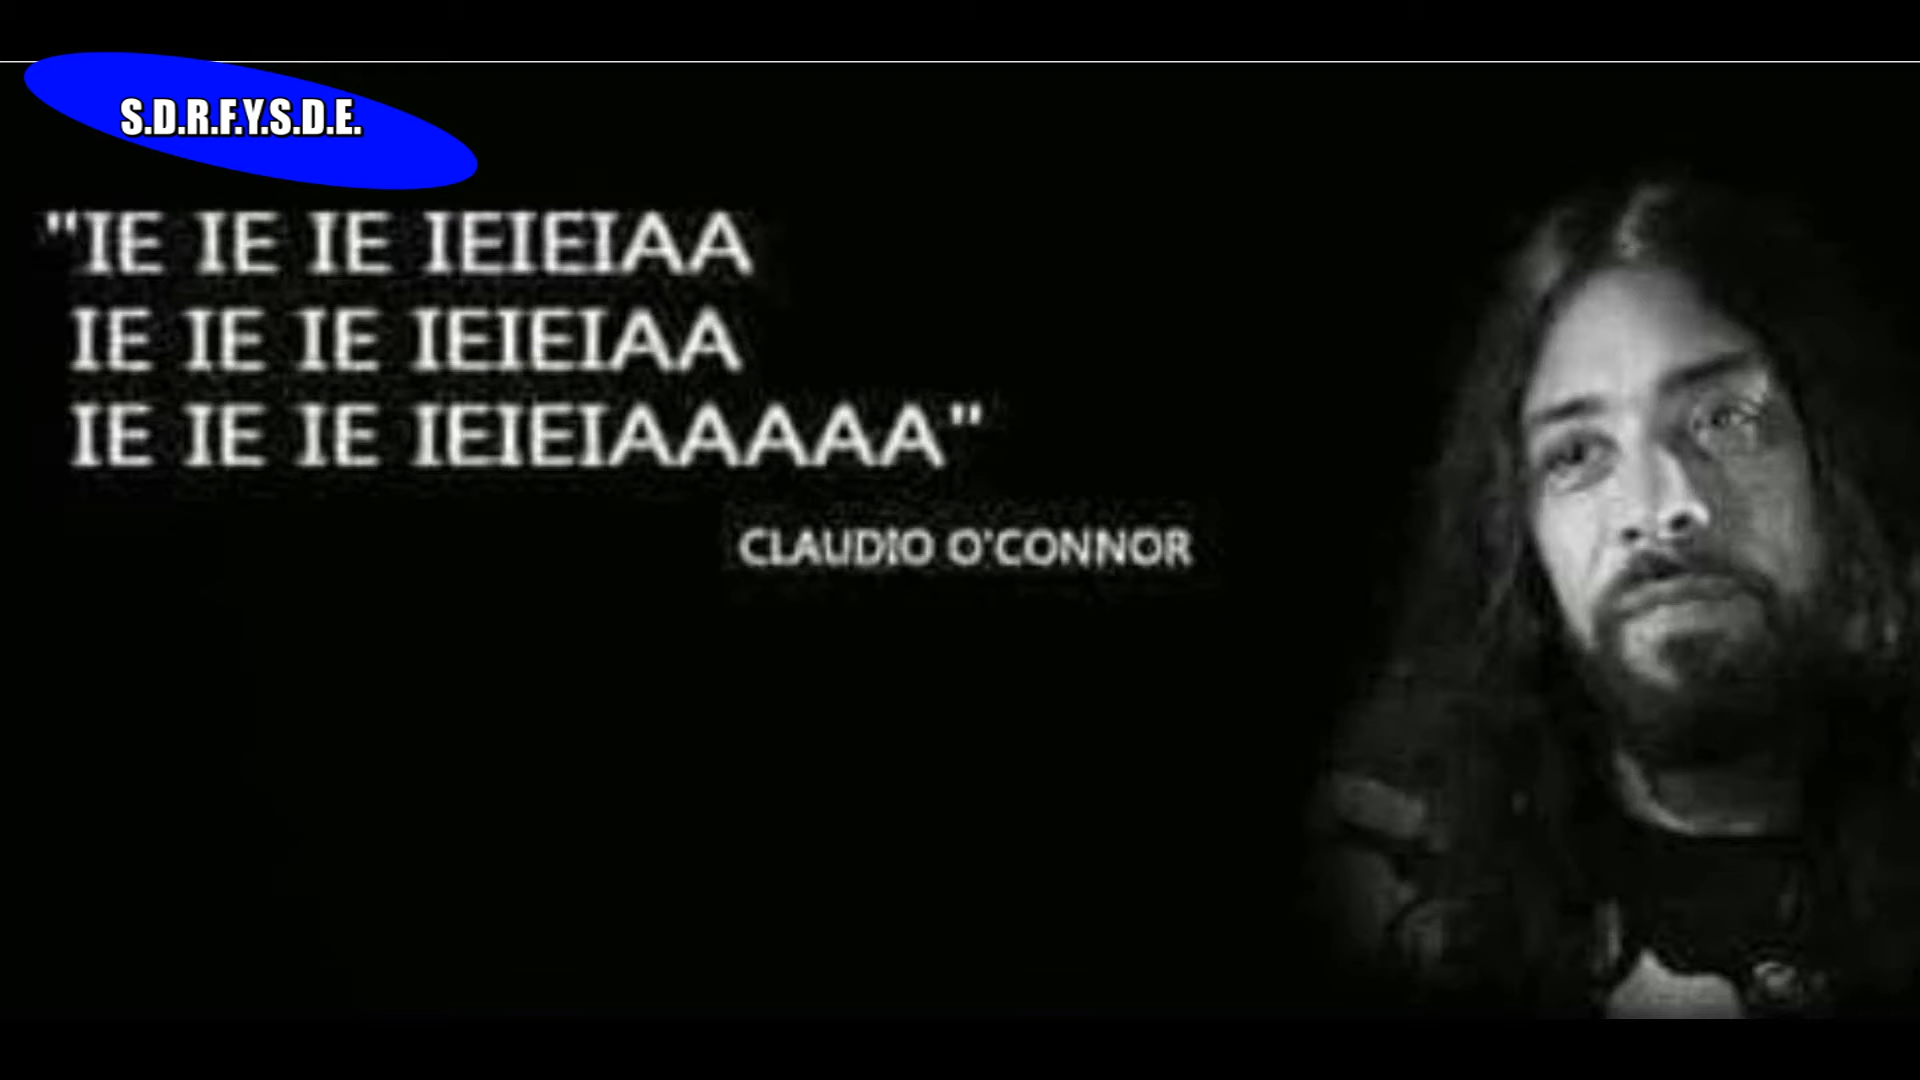 S.D.R.F.Y.S.D.E.
"IE IE IE IEIEIAA
IE IE IE IEIEIAA
IE IE IE IEIEIAAAAA"
CLAUDIO O'CONNOR